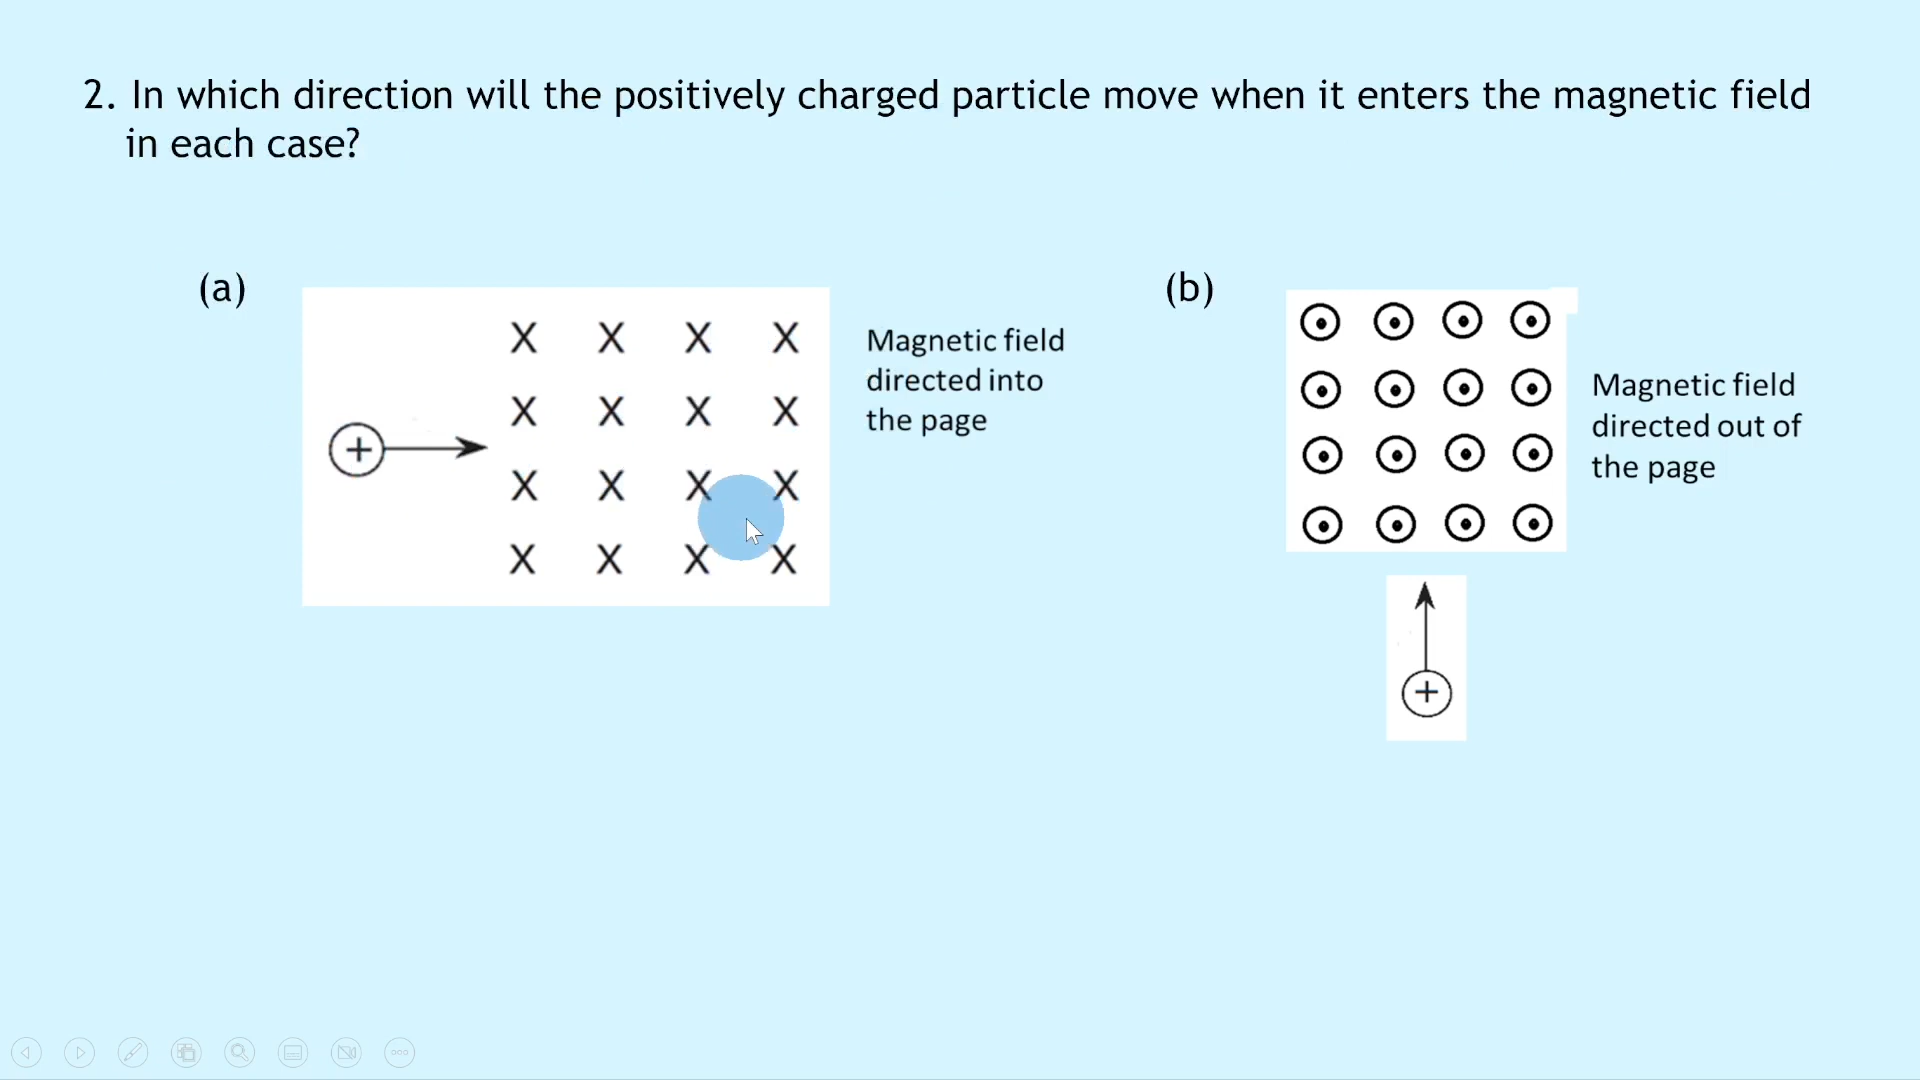 2. In which direction will the positively charged particle move when it enters the magnetic field
in each case?
(a)
X X X X
X X X X
X X X X
X X X X
+
Magnetic field
directed into
the page
(b)
Magnetic field
directed out of
the page
+